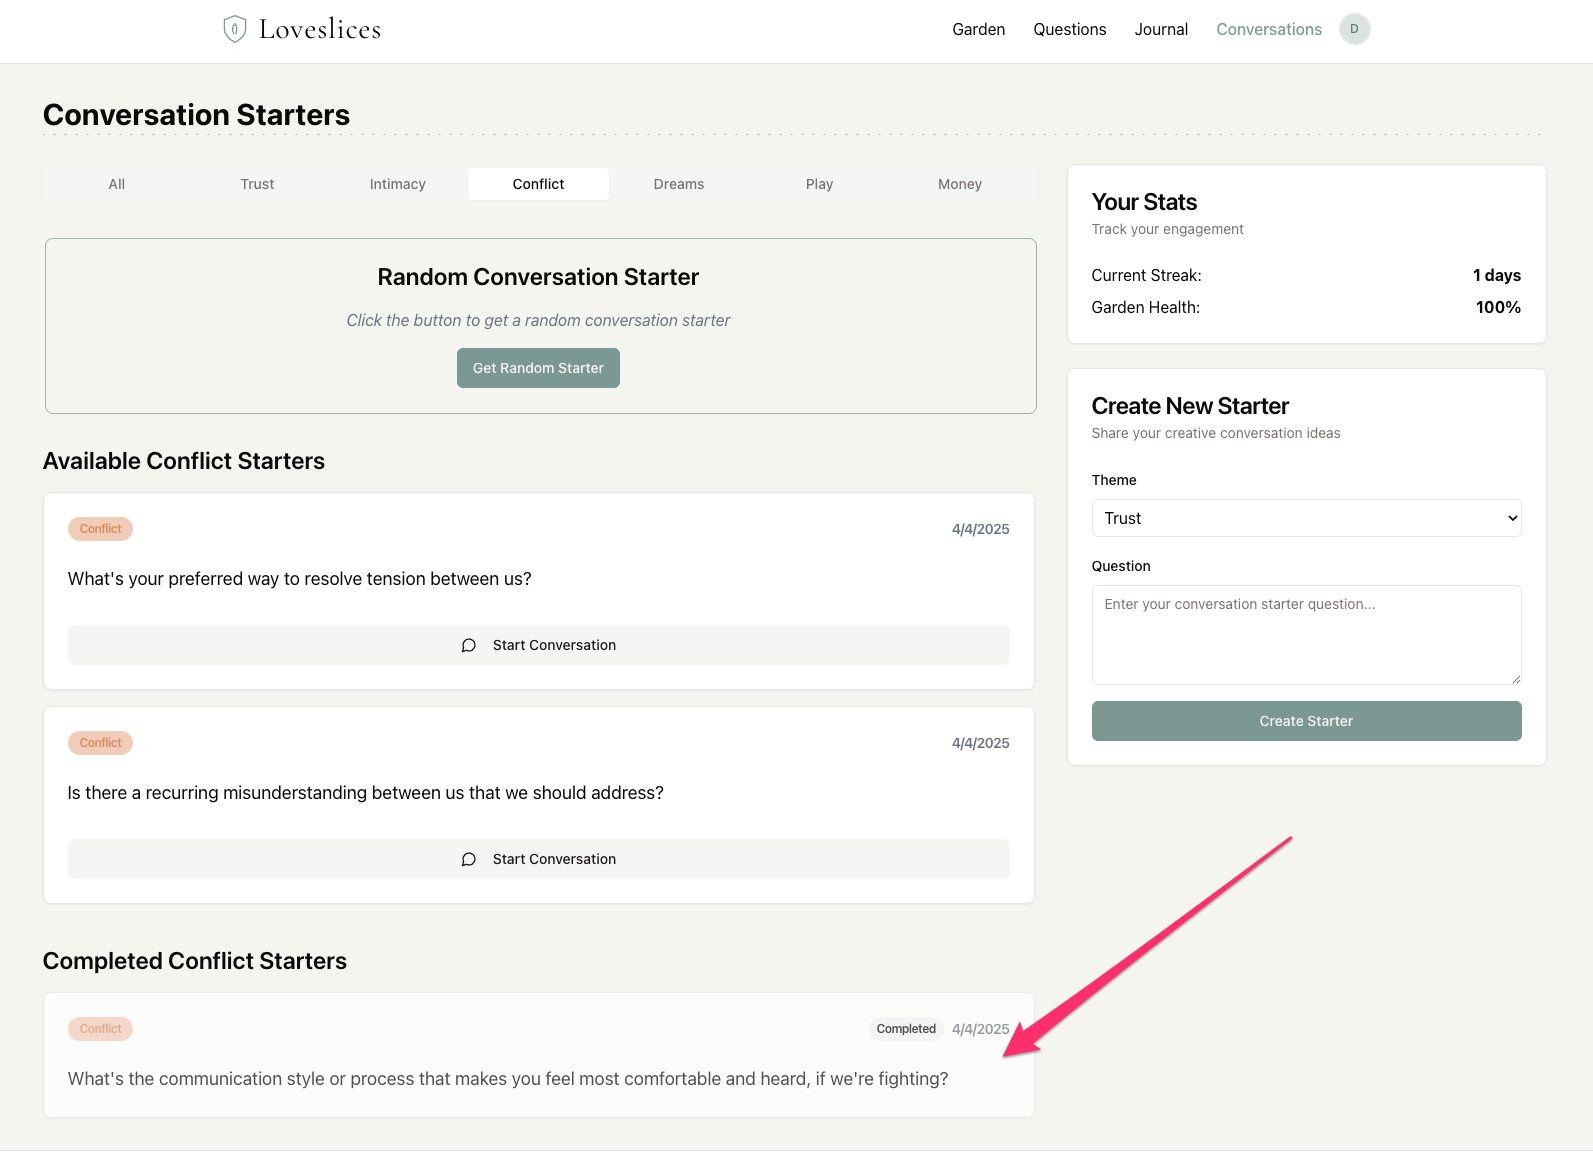 Loveslices
Garden
Questions
Journal
Conversations
D
Conversation Starters
All
Trust
Intimacy
Conflict
Dreams
Play
Money
Random Conversation Starter
Click the button to get a random conversation starter
Get Random Starter
Available Conflict Starters
Conflict
4/4/2025
What's your preferred way to resolve tension between us?
Start Conversation
Conflict
4/4/2025
Is there a recurring misunderstanding between us that we should address?
Start Conversation
Completed Conflict Starters
Conflict
Completed
4/4/2025
What's the communication style or process that makes you feel most comfortable and heard, if we're fighting?
Your Stats
Track your engagement
Current Streak:
1 days
Garden Health:
100%
Create New Starter
Share your creative conversation ideas
Theme
Trust
Question
Enter your conversation starter question...
Create Starter